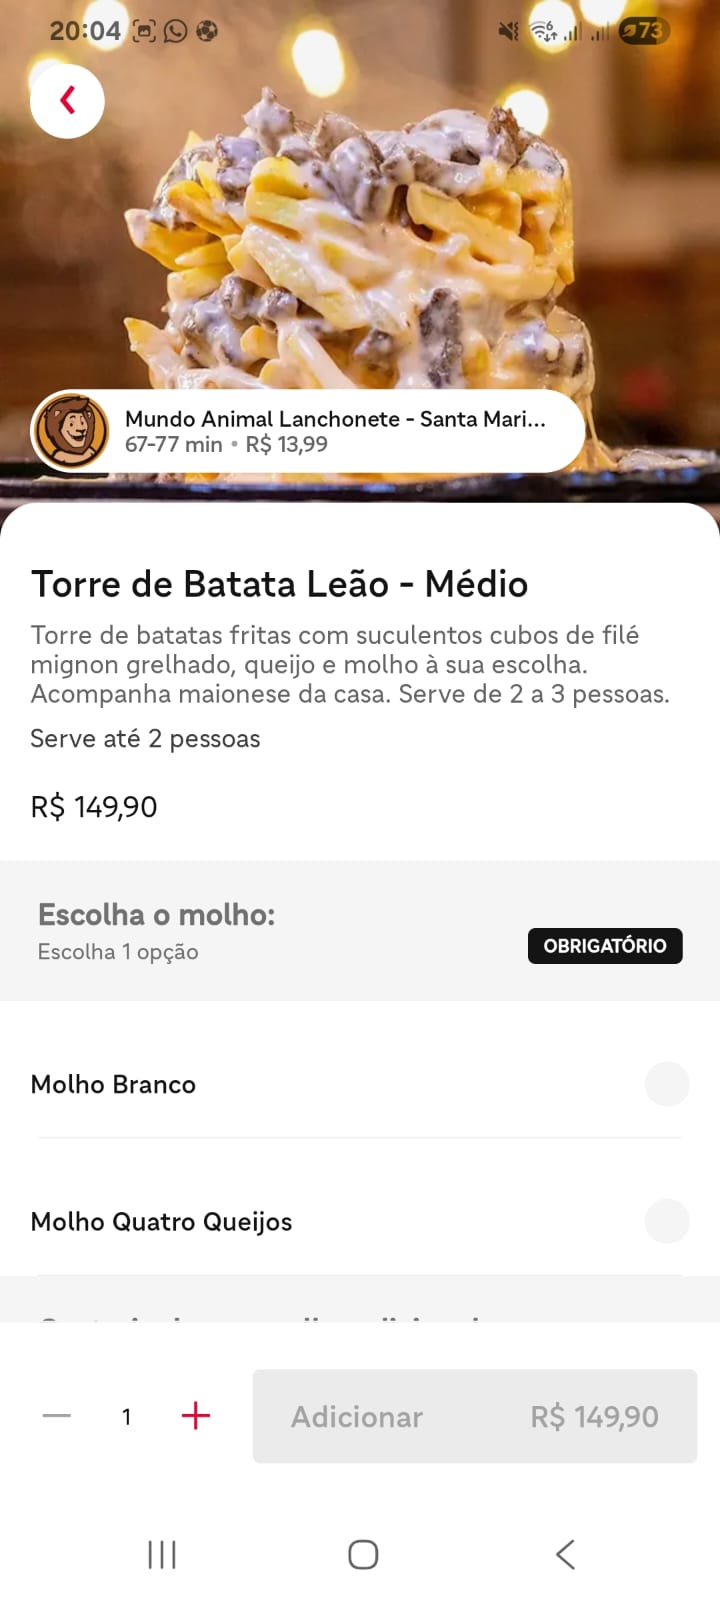 20:04
73
Mundo Animal Lanchonete - Santa Mari...
67-77 min • R$ 13,99
Torre de Batata Leão - Médio
Torre de batatas fritas com suculentos cubos de filé
mignon grelhado, queijo e molho à sua escolha.
Acompanha maionese da casa. Serve de 2 a 3 pessoas.
Serve até 2 pessoas
R$ 149,90
Escolha o molho:
Escolha 1 opção
OBRIGATÓRIO
Molho Branco
Molho Quatro Queijos
1
Adicionar R$ 149,90